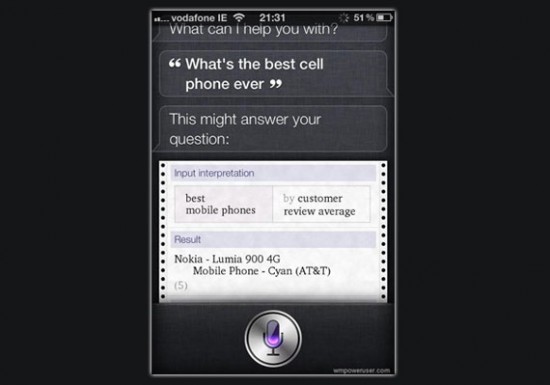 vodafone IE 21:31 51%
What can I help you with?
“ What's the best cell
phone ever ”
This might answer your
question:
Input interpretation
best by customer
mobile phones review average
Result
Nokia - Lumia 900 4G
Mobile Phone - Cyan (AT&T)
(5)
wmpoweruser.com